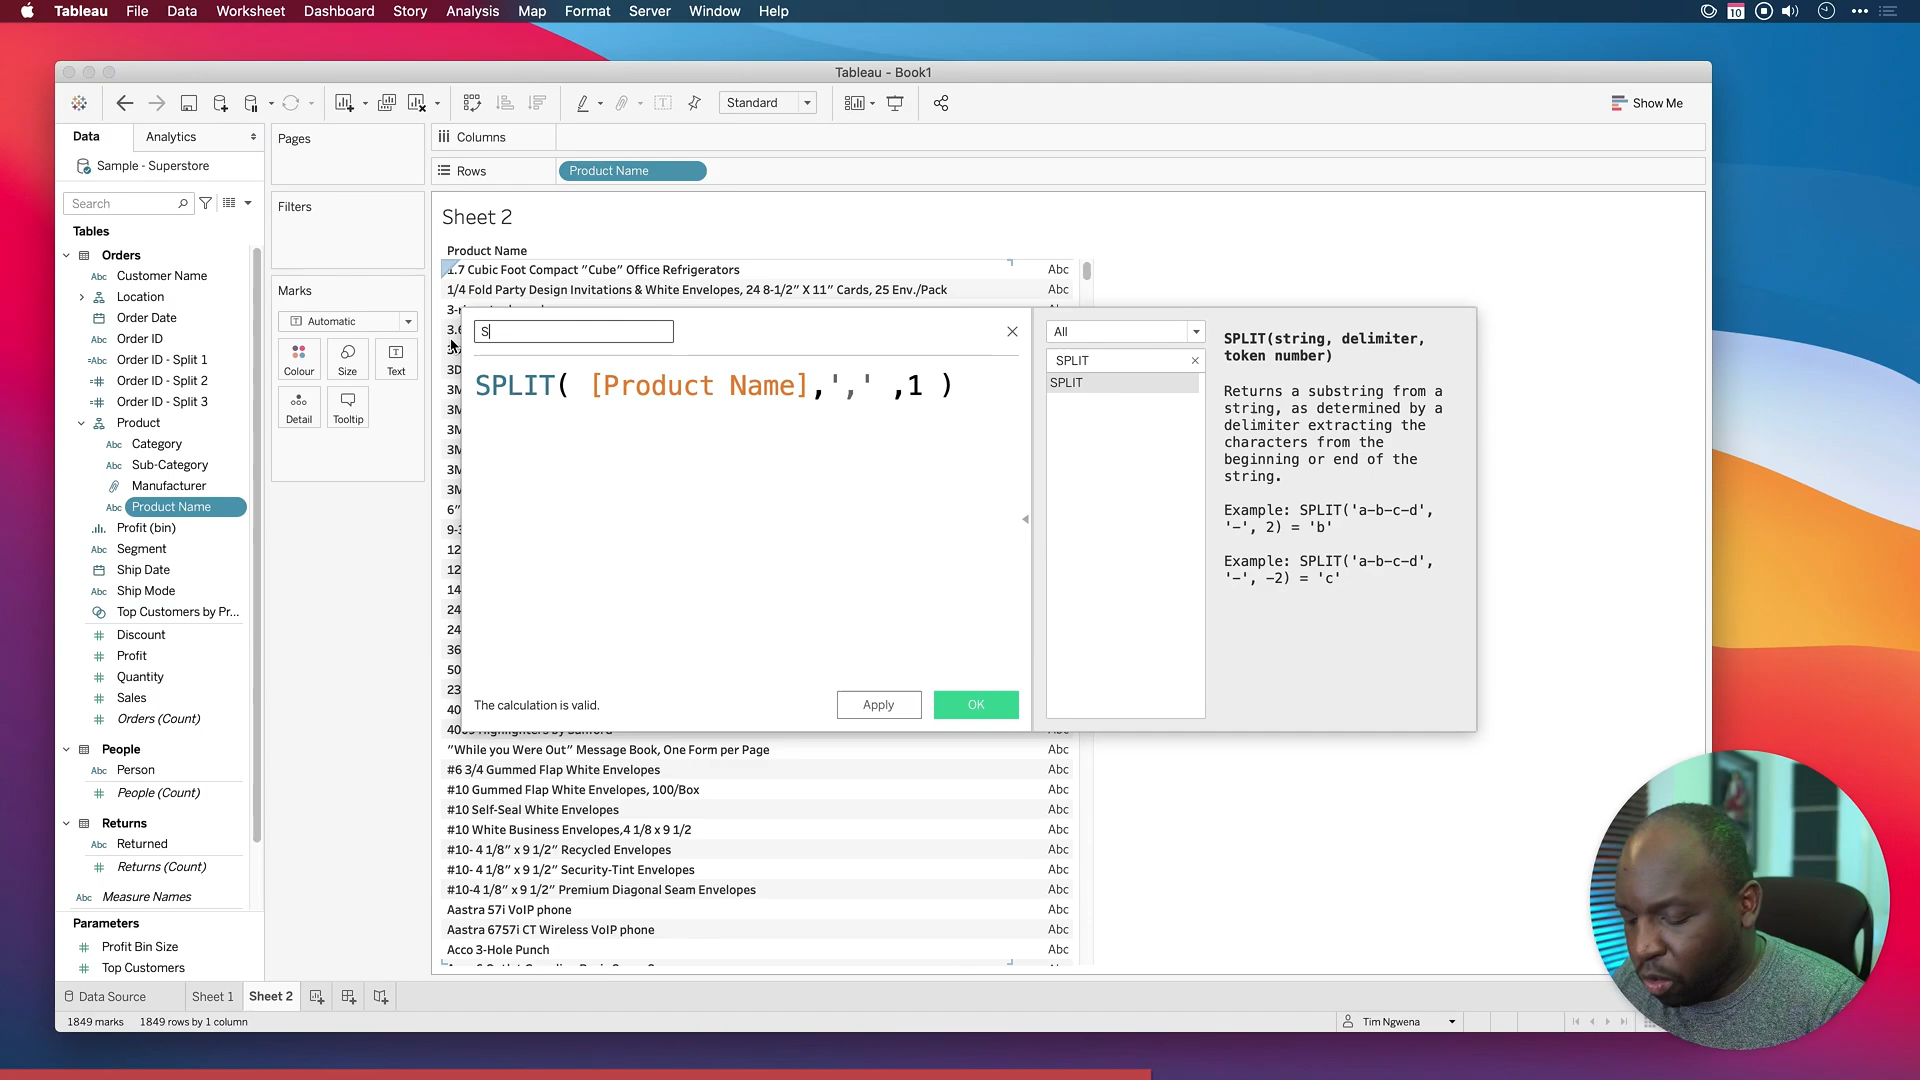 Tableau File Data Worksheet Dashboard Story Analysis Map Format Server Window Help
10
Tableau - Book1
Standard
Show Me
Data Analytics
Sample - Superstore
Search
Tables
Orders
Customer Name
Location
Order Date
Order ID
Order ID - Split 1
Order ID - Split 2
Order ID - Split 3
Product
Category
Sub-Category
Manufacturer
Product Name
Profit (bin)
Segment
Ship Date
Ship Mode
Top Customers by Pr...
Discount
Profit
Quantity
Sales
Orders (Count)
People
Person
People (Count)
Returns
Returned
Returns (Count)
Measure Names
Parameters
Profit Bin Size
Top Customers
Pages
Filters
Marks
Automatic
Colour Size Text
Detail Tooltip
Columns
Rows Product Name
Sheet 2
Product Name
1.7 Cubic Foot Compact "Cube" Office Refrigerators Abc
1/4 Fold Party Design Invitations & White Envelopes, 24 8-1/2" X 11" Cards, 25 Env./Pack Abc
S
SPLIT( [Product Name],',' ,1 )
The calculation is valid.
Apply OK
All
SPLIT
SPLIT
SPLIT(string, delimiter,
token number)
Returns a substring from a
string, as determined by a
delimiter extracting the
characters from the
beginning or end of the
string.
Example: SPLIT('a-b-c-d',
'-', 2) = 'b'
Example: SPLIT('a-b-c-d',
'-', -2) = 'c'
"While you Were Out" Message Book, One Form per Page Abc
#6 3/4 Gummed Flap White Envelopes Abc
#10 Gummed Flap White Envelopes, 100/Box Abc
#10 Self-Seal White Envelopes Abc
#10 White Business Envelopes,4 1/8 x 9 1/2 Abc
#10- 4 1/8" x 9 1/2" Recycled Envelopes Abc
#10- 4 1/8" x 9 1/2" Security-Tint Envelopes Abc
#10-4 1/8" x 9 1/2" Premium Diagonal Seam Envelopes Abc
Aastra 57i VoIP phone Abc
Aastra 6757i CT Wireless VoIP phone Abc
Acco 3-Hole Punch Abc
Data Source Sheet 1 Sheet 2
1849 marks 1849 rows by 1 column
Tim Ngwena